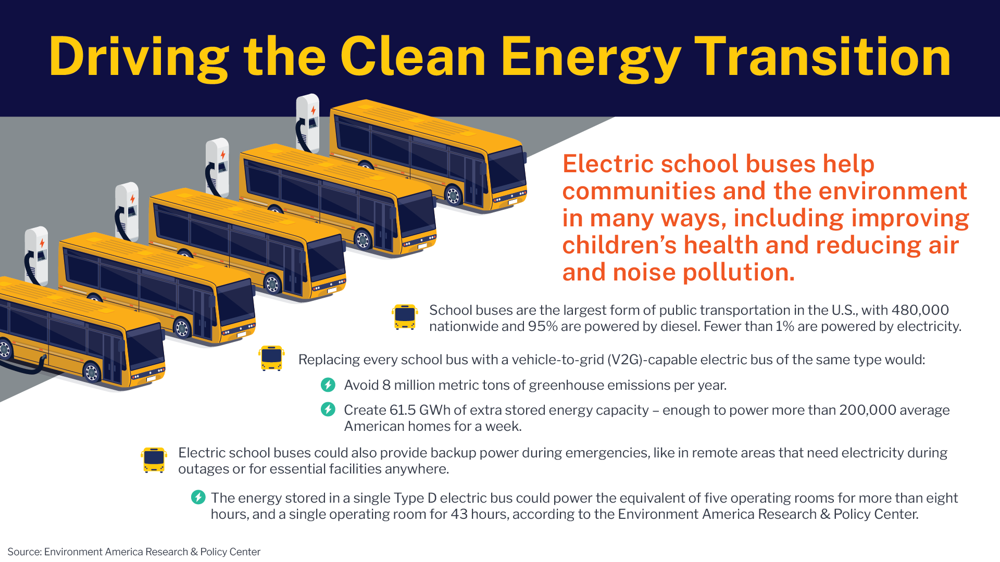 Driving the Clean Energy Transition
Electric school buses help
communities and the environment
in many ways, including improving
children’s health and reducing air
and noise pollution.
School buses are the largest form of public transportation in the U.S., with 480,000
nationwide and 95% are powered by diesel. Fewer than 1% are powered by electricity.
Replacing every school bus with a vehicle-to-grid (V2G)-capable electric bus of the same type would:
Avoid 8 million metric tons of greenhouse emissions per year.
Create 61.5 GWh of extra stored energy capacity – enough to power more than 200,000 average
American homes for a week.
Electric school buses could also provide backup power during emergencies, like in remote areas that need electricity during
outages or for essential facilities anywhere.
The energy stored in a single Type D electric bus could power the equivalent of five operating rooms for more than eight
hours, and a single operating room for 43 hours, according to the Environment America Research & Policy Center.
Source: Environment America Research & Policy Center